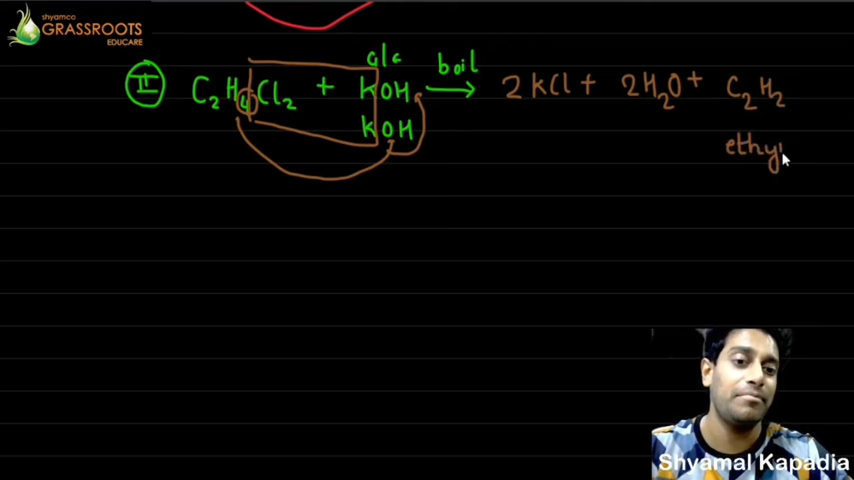 shyamco
GRASSROOTS
EDUCARE
alc
II C₂H₄Cl₂ + KOH boil → 2KCl + 2H₂O + C₂H₂
KOH
ethy
Shyamal Kapadia